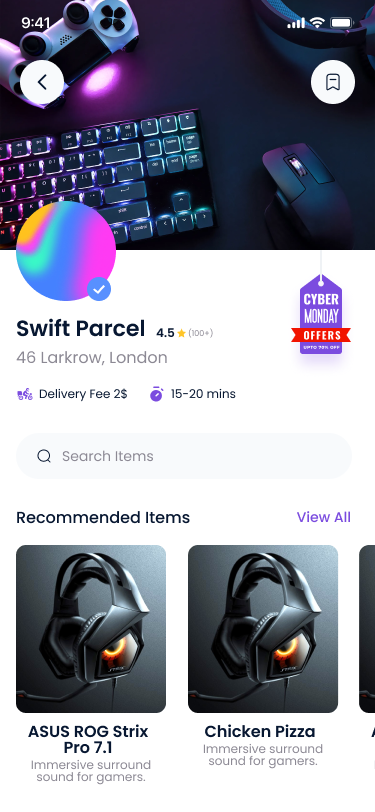 9:41
CYBER
MONDAY
OFFERS
UPTO 70% OFF
Swift Parcel 4.5 (100+)
46 Larkrow, London
Delivery Fee 2$ 15-20 mins
Search Items
Recommended Items View All
STRIX
STRIX
ASUS ROG Strix
Pro 7.1
Immersive surround
sound for gamers.
Chicken Pizza
Immersive surround
sound for gamers.